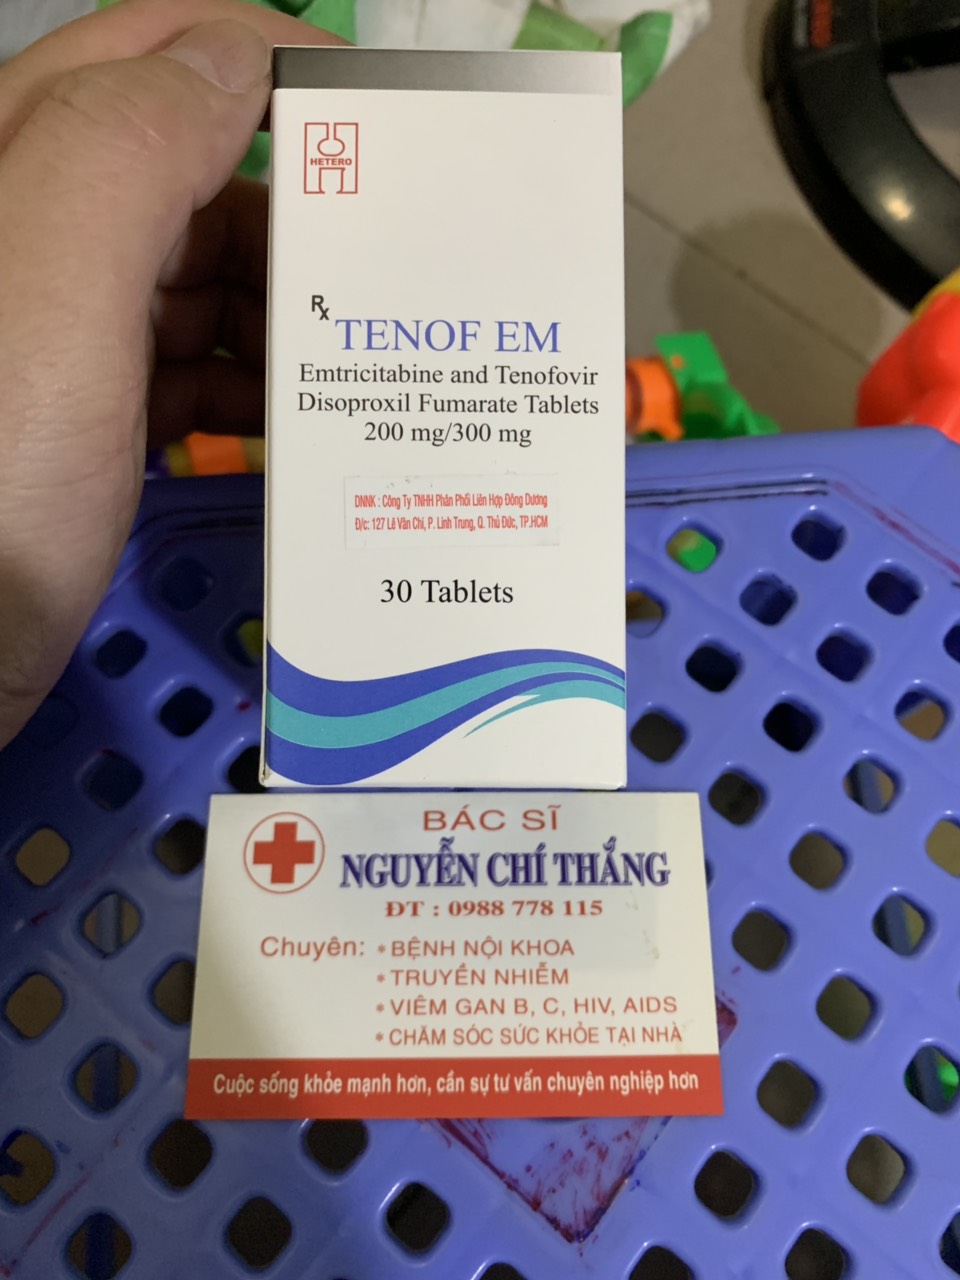 HETERO
Rx
TENOF EM
Emtricitabine and Tenofovir
Disoproxil Fumarate Tablets
200 mg/300 mg
DNNK : Công Ty TNHH Phân Phối Liên Hợp Đông Dương
Đ/c: 127 Lê Văn Chí, P. Linh Trung, Q. Thủ Đức, TP.HCM
30 Tablets
BÁC SĨ
NGUYỄN CHÍ THẮNG
ĐT : 0988 778 115
Chuyên: * BỆNH NỘI KHOA
* TRUYỀN NHIỄM
* VIÊM GAN B, C, HIV, AIDS
* CHĂM SÓC SỨC KHỎE TẠI NHÀ
Cuộc sống khỏe mạnh hơn, cần sự tư vấn chuyên nghiệp hơn